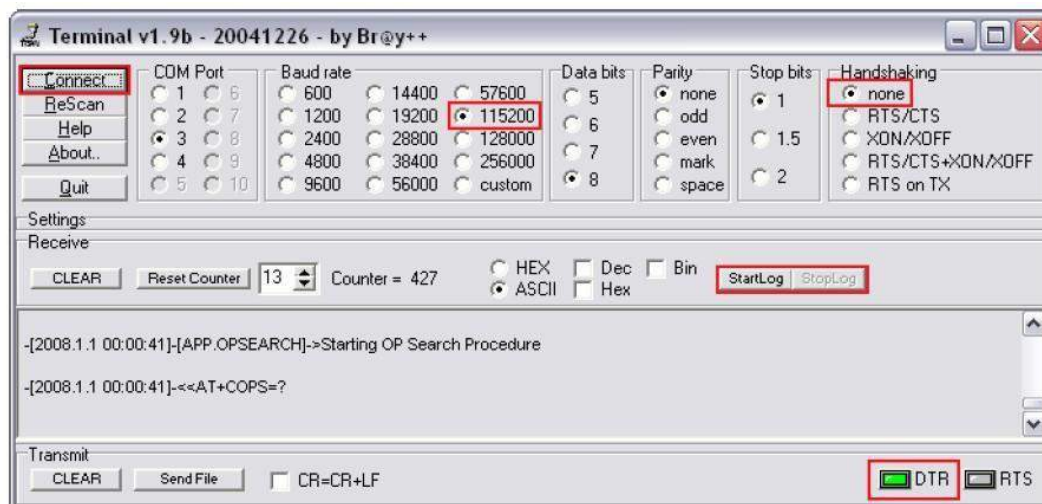 Terminal v1.9b - 20041226 - by Br@y++
Connect
ReScan
Help
About..
Quit
COM Port
1 6
2 7
3 8
4 9
5 10
Baud rate
600 14400 57600
1200 19200 115200
2400 28800 128000
4800 38400 256000
9600 56000 custom
Data bits
5
6
7
8
Parity
none
odd
even
mark
space
Stop bits
1
1.5
2
Handshaking
none
RTS/CTS
XON/XOFF
RTS/CTS+XON/XOFF
RTS on TX
Settings
Receive
CLEAR Reset Counter 13 Counter = 427 HEX Dec Bin
ASCII Hex
StartLog StopLog
-[2008.1.1 00:00:41]-[APP.OPSEARCH]->Starting OP Search Procedure
-[2008.1.1 00:00:41]-<<AT+COPS=?
Transmit
CLEAR Send File CR=CR+LF DTR RTS